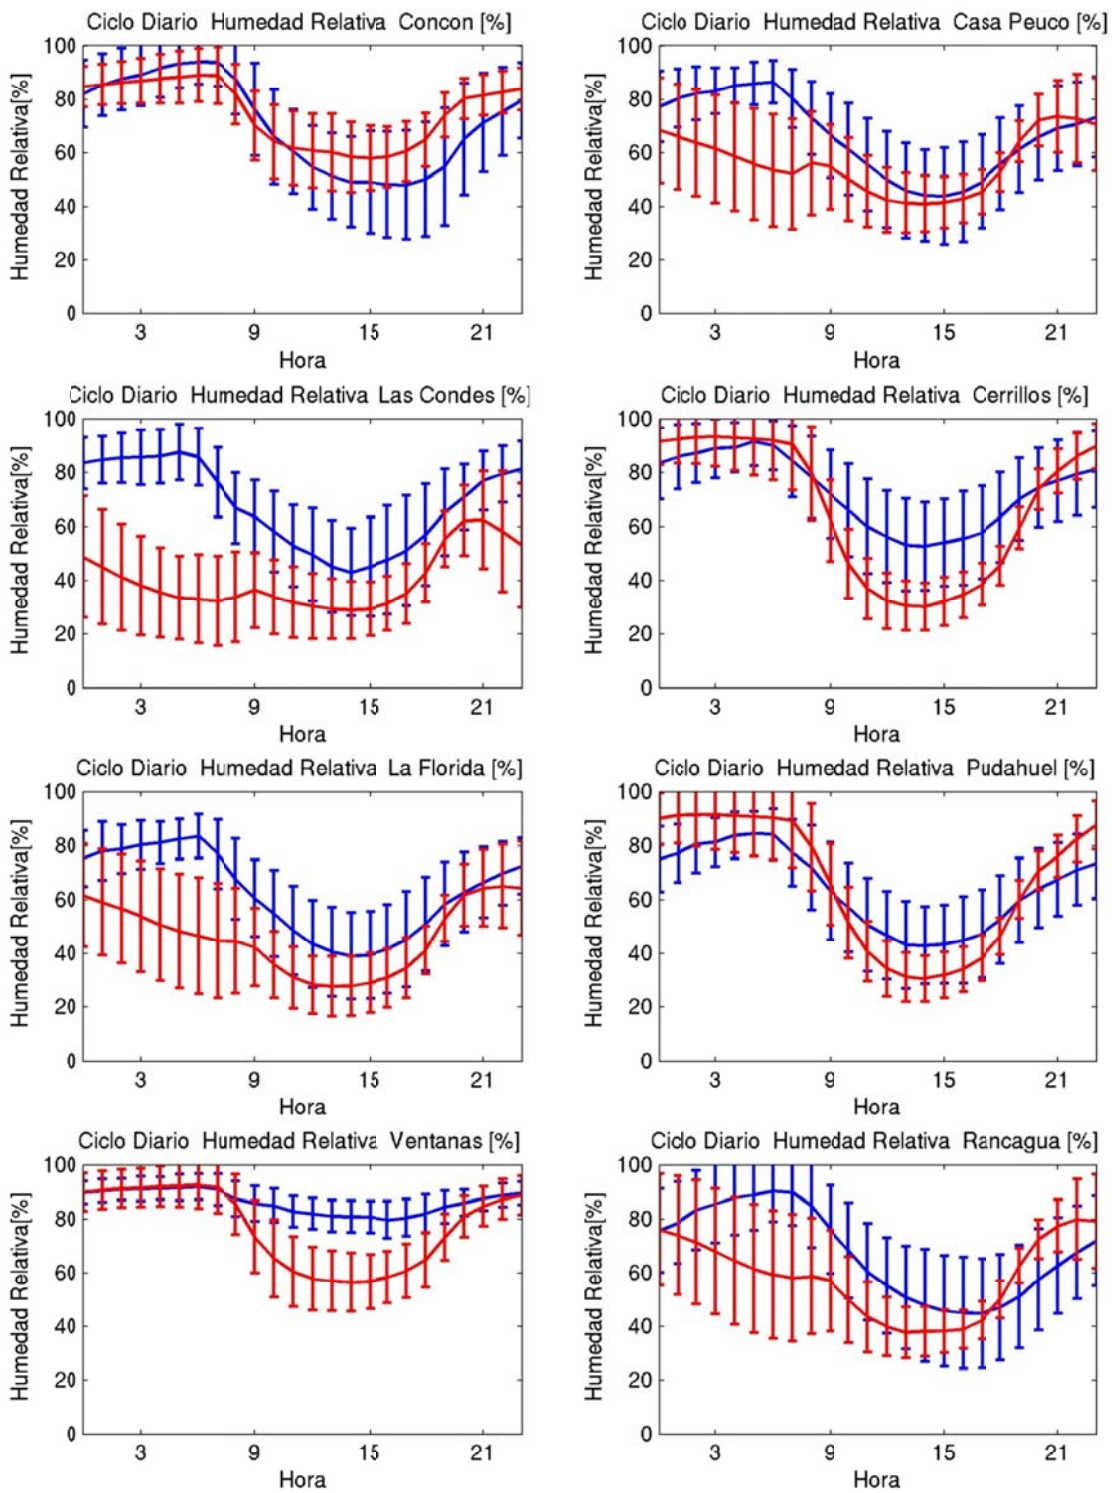 Ciclo Diario Humedad Relativa Concon [%]
Humedad Relativa[%]
100
80
60
40
20
0
3 9 15 21
Hora
Ciclo Diario Humedad Relativa Casa Peuco [%]
Humedad Relativa[%]
100
80
60
40
20
0
3 9 15 21
Hora
Ciclo Diario Humedad Relativa Las Condes [%]
Humedad Relativa[%]
100
80
60
40
20
0
3 9 15 21
Hora
Ciclo Diario Humedad Relativa Cerrillos [%]
Humedad Relativa[%]
100
80
60
40
20
0
3 9 15 21
Hora
Ciclo Diario Humedad Relativa La Florida [%]
Humedad Relativa[%]
100
80
60
40
20
0
3 9 15 21
Hora
Ciclo Diario Humedad Relativa Pudahuel [%]
Humedad Relativa[%]
100
80
60
40
20
0
3 9 15 21
Hora
Ciclo Diario Humedad Relativa Ventanas [%]
Humedad Relativa[%]
100
80
60
40
20
0
3 9 15 21
Hora
Ciclo Diario Humedad Relativa Rancagua [%]
Humedad Relativa[%]
100
80
60
40
20
0
3 9 15 21
Hora